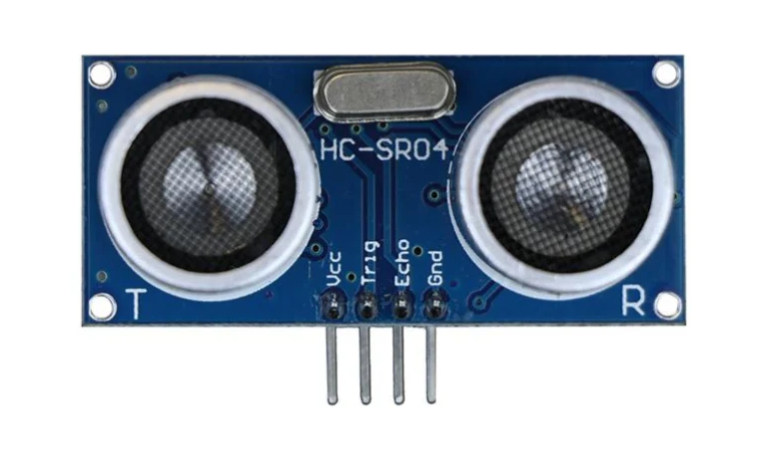 HC-SR04
Vcc
Trig
Echo
Gnd
T
R